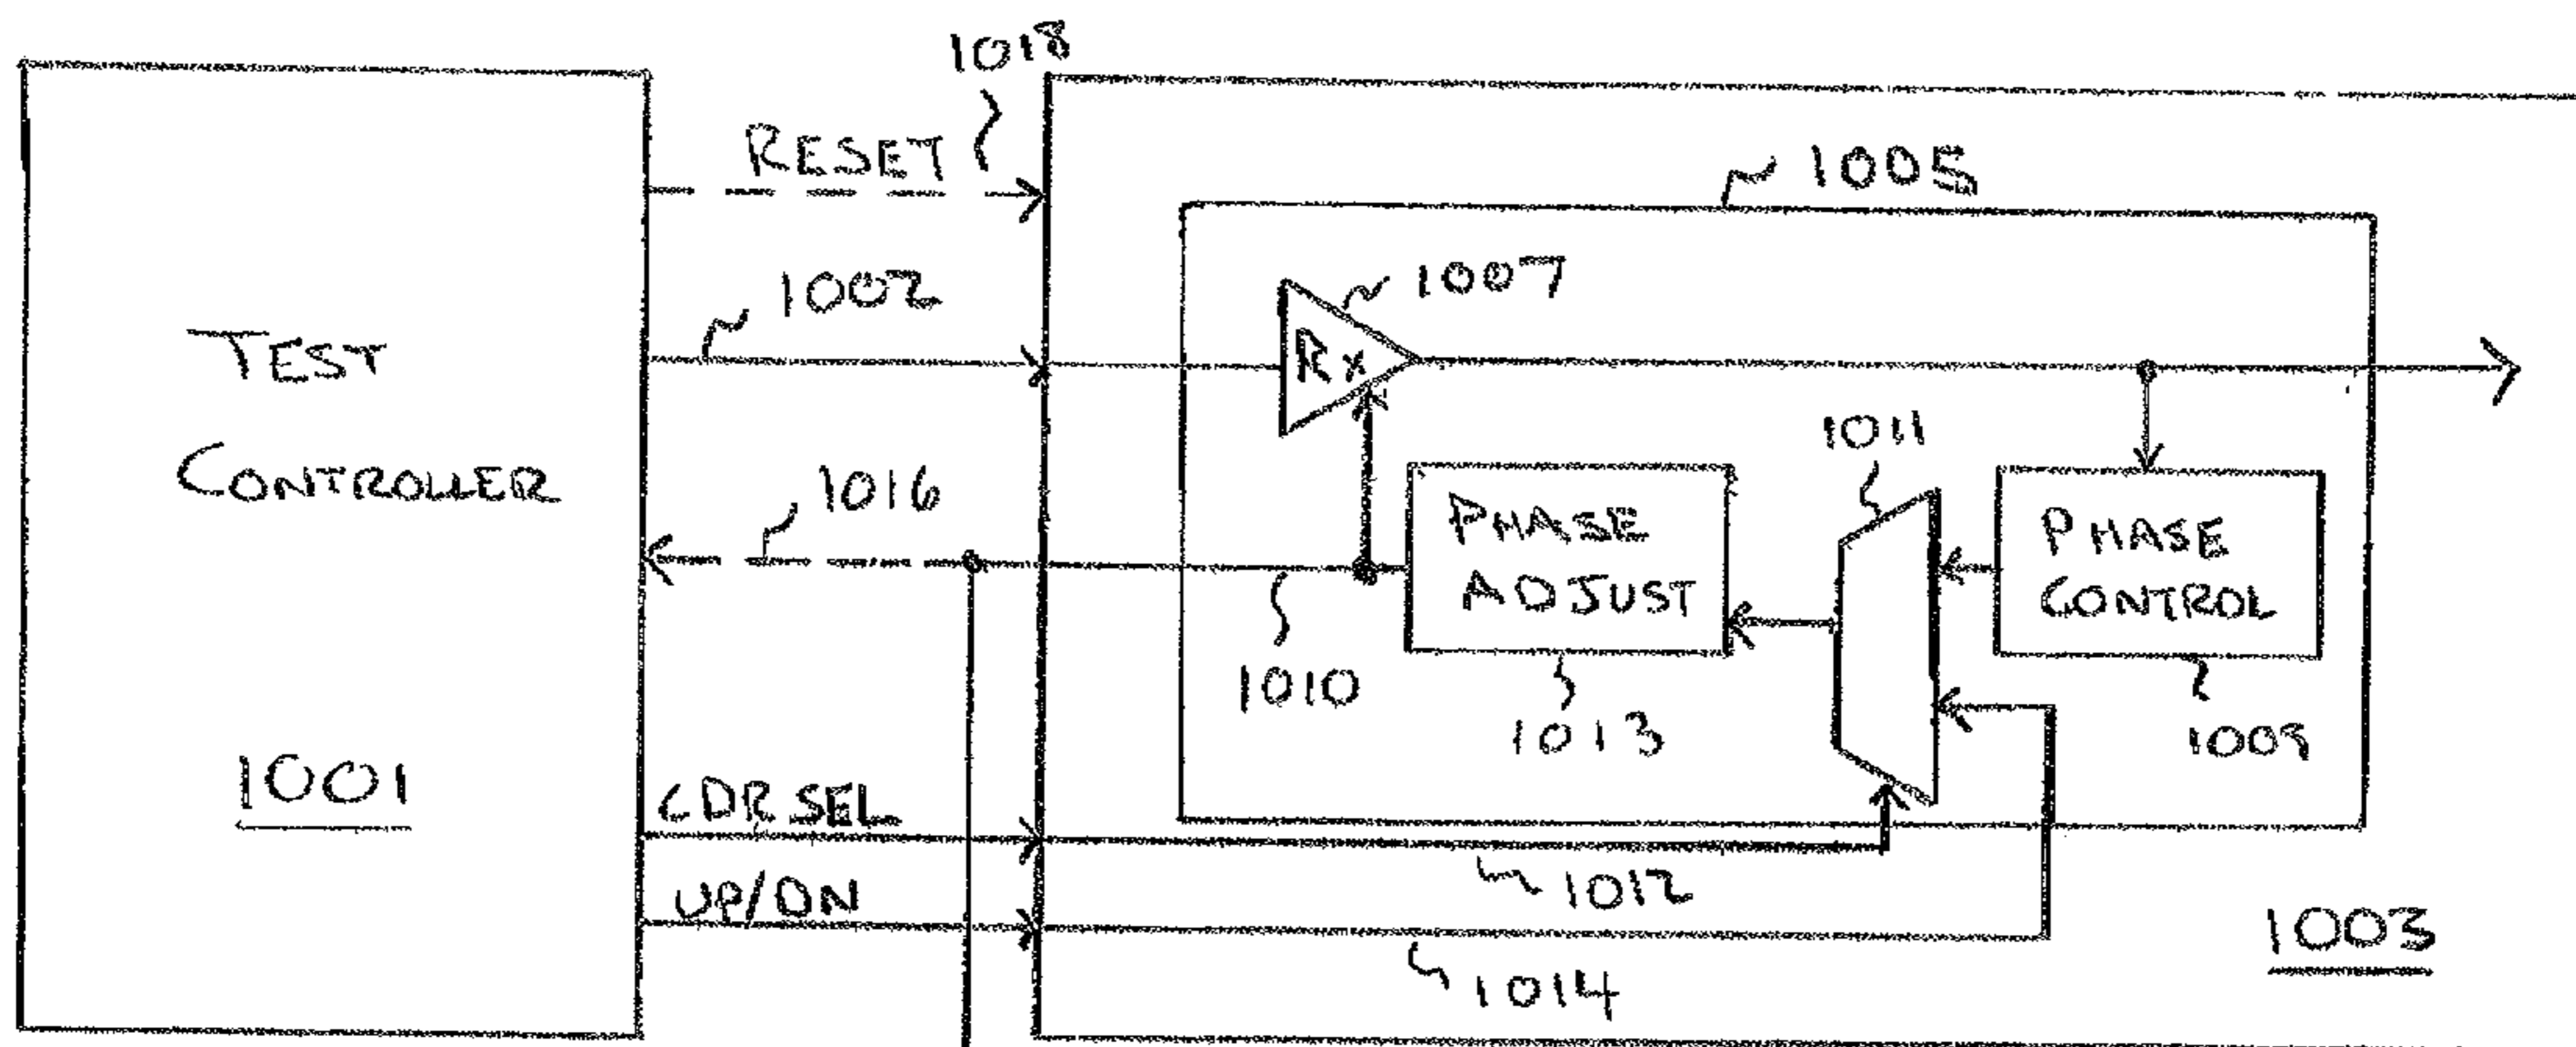 1018
RESET
1005
1002
1007
Rx
TEST
CONTROLLER
1016
1011
PHASE
ADJUST
PHASE
CONTROL
1010
1013
1009
1001
CDR SEL
1012
UP/DN
1014
1003